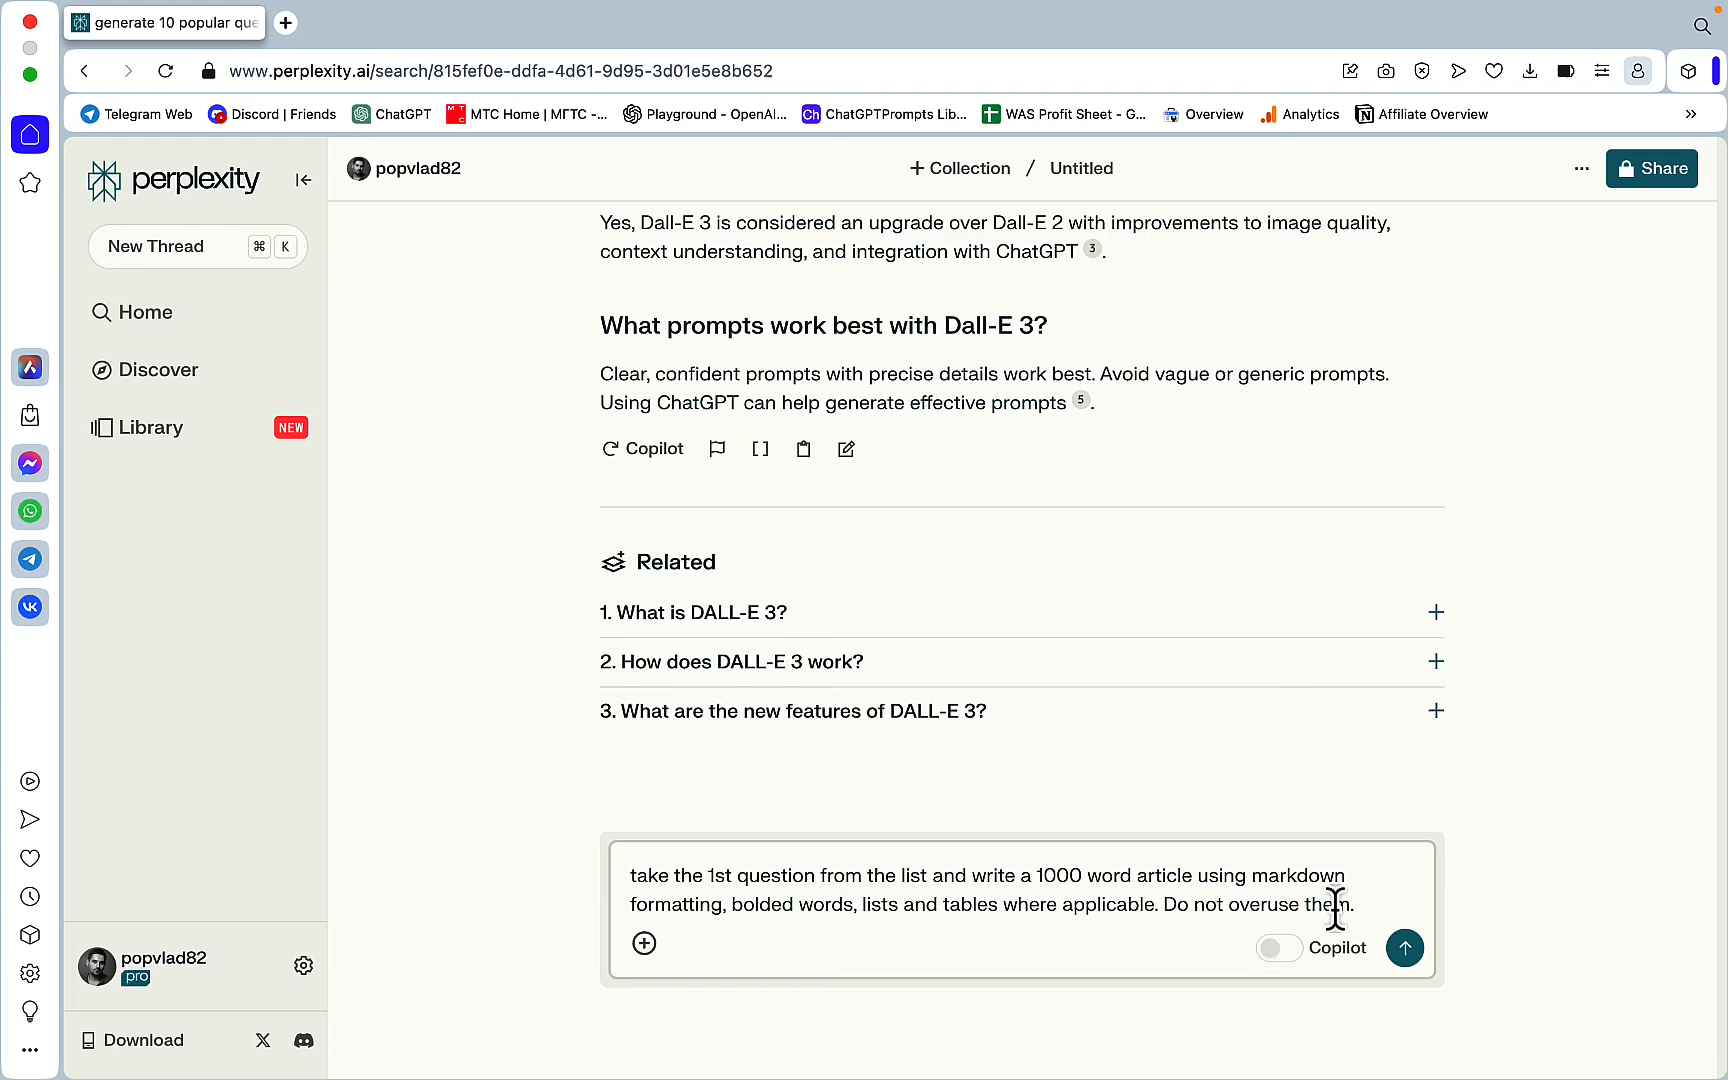 generate 10 popular que
www.perplexity.ai/search/815fef0e-ddfa-4d61-9d95-3d01e5e8b652
Telegram Web
Discord | Friends
ChatGPT
МТС Home | МГТС -...
Playground - OpenAI...
Ch
ChatGPTPrompts Lib...
WAS Profit Sheet - G...
Overview
Analytics
Affiliate Overview
perplexity
popvlad82
+ Collection / Untitled
Share
New Thread ⌘ K
Home
Discover
Library NEW
Yes, Dall-E 3 is considered an upgrade over Dall-E 2 with improvements to image quality,
context understanding, and integration with ChatGPT 3.
What prompts work best with Dall-E 3?
Clear, confident prompts with precise details work best. Avoid vague or generic prompts.
Using ChatGPT can help generate effective prompts 5.
Copilot
Related
1. What is DALL-E 3?
2. How does DALL-E 3 work?
3. What are the new features of DALL-E 3?
take the 1st question from the list and write a 1000 word article using markdown
formatting, bolded words, lists and tables where applicable. Do not overuse them.
Copilot
popvlad82
pro
Download